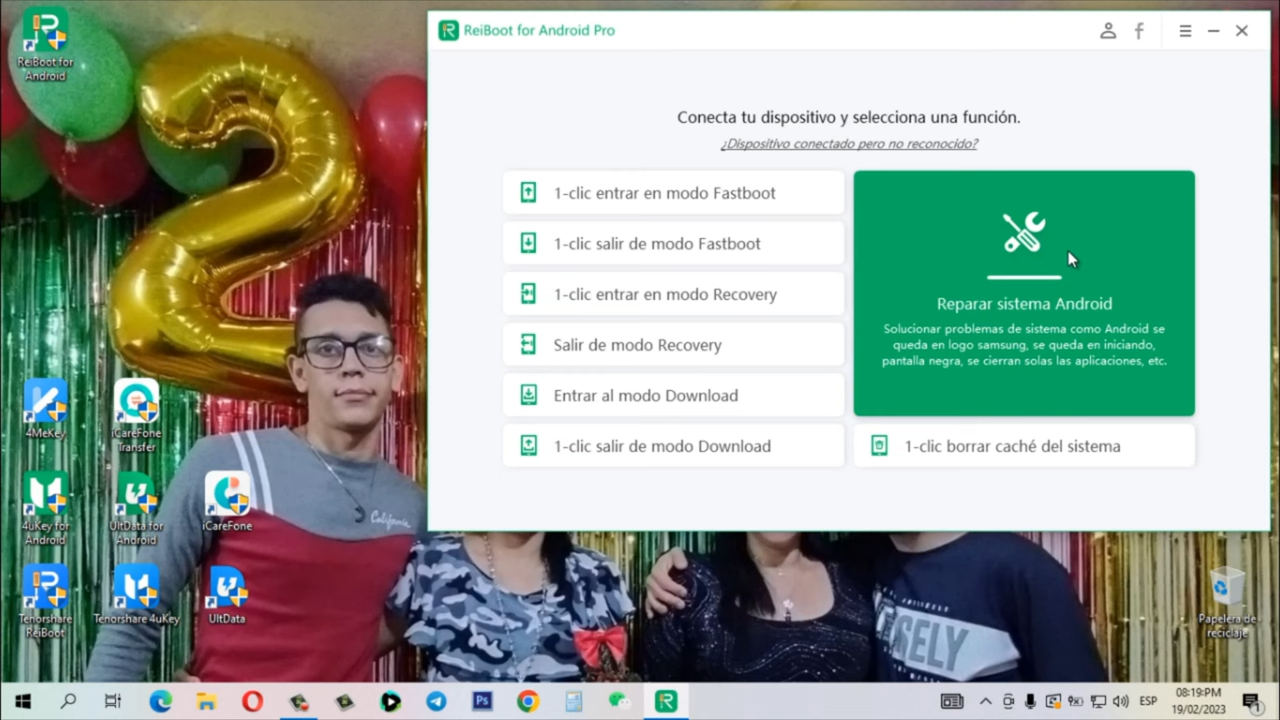 ReiBoot for
Android
ReiBoot for Android Pro
Conecta tu dispositivo y selecciona una función.
¿Dispositivo conectado pero no reconocido?
1-clic entrar en modo Fastboot
1-clic salir de modo Fastboot
1-clic entrar en modo Recovery
Salir de modo Recovery
Entrar al modo Download
1-clic salir de modo Download
Reparar sistema Android
Solucionar problemas de sistema como Android se
queda en logo samsung, se queda en iniciando,
pantalla negra, se cierran solas las aplicaciones, etc.
1-clic borrar caché del sistema
4MeKey
iCareFone
Transfer
4uKey for
Android
UltData for
Android
iCareFone
Tenorshare
ReiBoot
Tenorshare 4uKey
UltData
California
Papelera de
reciclaje
Ps
ESP
08:19PM
19/02/2023
1